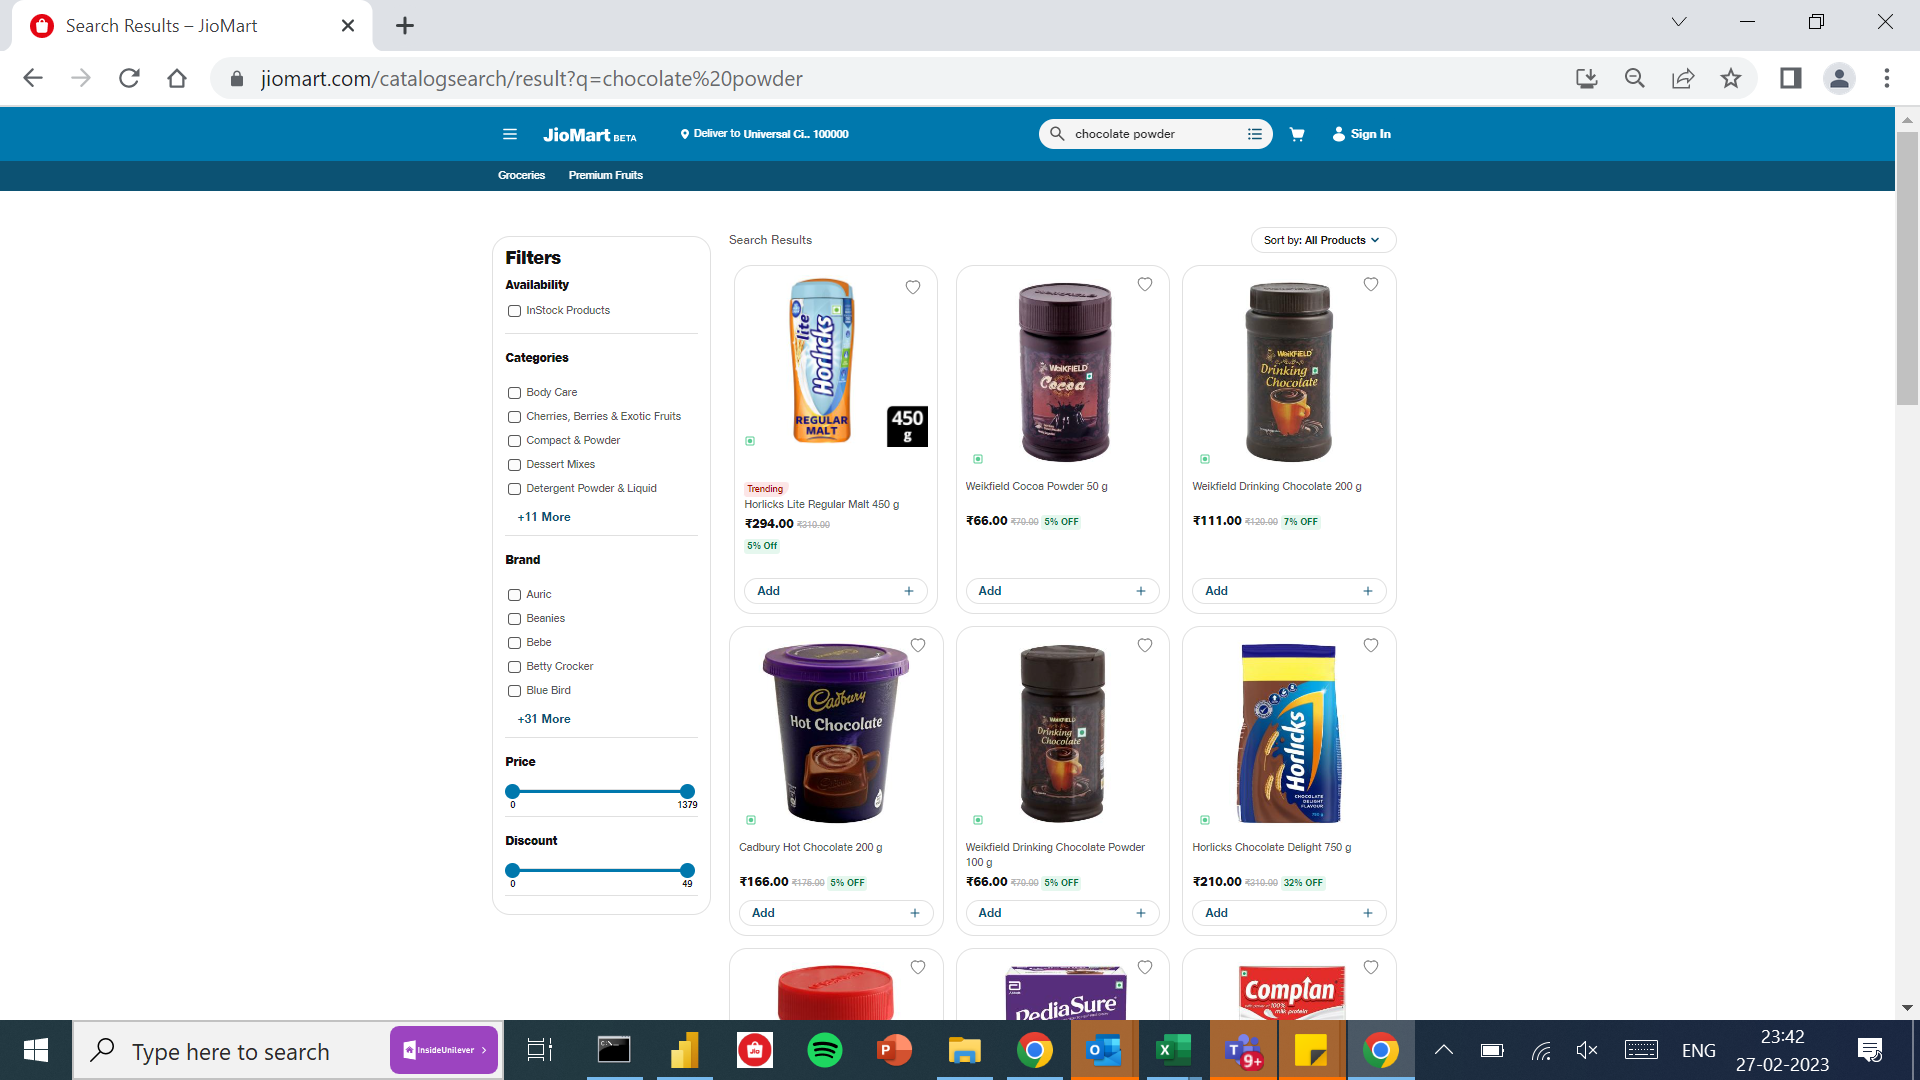 Search Results – JioMart
jiomart.com/catalogsearch/result?q=chocolate%20powder
JioMart BETA
Deliver to Universal Ci.. 100000
chocolate powder
Sign In
Groceries
Premium Fruits
Filters
Availability
InStock Products
Categories
Body Care
Cherries, Berries & Exotic Fruits
Compact & Powder
Dessert Mixes
Detergent Powder & Liquid
+11 More
Brand
Auric
Beanies
Bebe
Betty Crocker
Blue Bird
+31 More
Price
0
1379
Discount
0
49
Search Results
Sort by: All Products
lite
Horlicks
REGULAR
MALT
450
g
Trending
Horlicks Lite Regular Malt 450 g
₹294.00 ₹310.00
5% Off
Add +
WeiKFiELD
Cocoa
Weikfield Cocoa Powder 50 g
₹66.00 ₹70.00 5% OFF
Add +
WeiKFiELD
Drinking
Chocolate
Weikfield Drinking Chocolate 200 g
₹111.00 ₹120.00 7% OFF
Add +
Cadbury
Hot Chocolate
Cadbury Hot Chocolate 200 g
₹166.00 ₹175.00 5% OFF
Add +
WeiKFiELD
Drinking
Chocolate
Weikfield Drinking Chocolate Powder
100 g
₹66.00 ₹70.00 5% OFF
Add +
Horlicks
CHOCOLATE
DELIGHT
FLAVOUR
Horlicks Chocolate Delight 750 g
₹210.00 ₹310.00 32% OFF
Add +
PediaSure
Complan
100%
milk protein
Type here to search
InsideUnilever
9+
ENG
23:42
27-02-2023